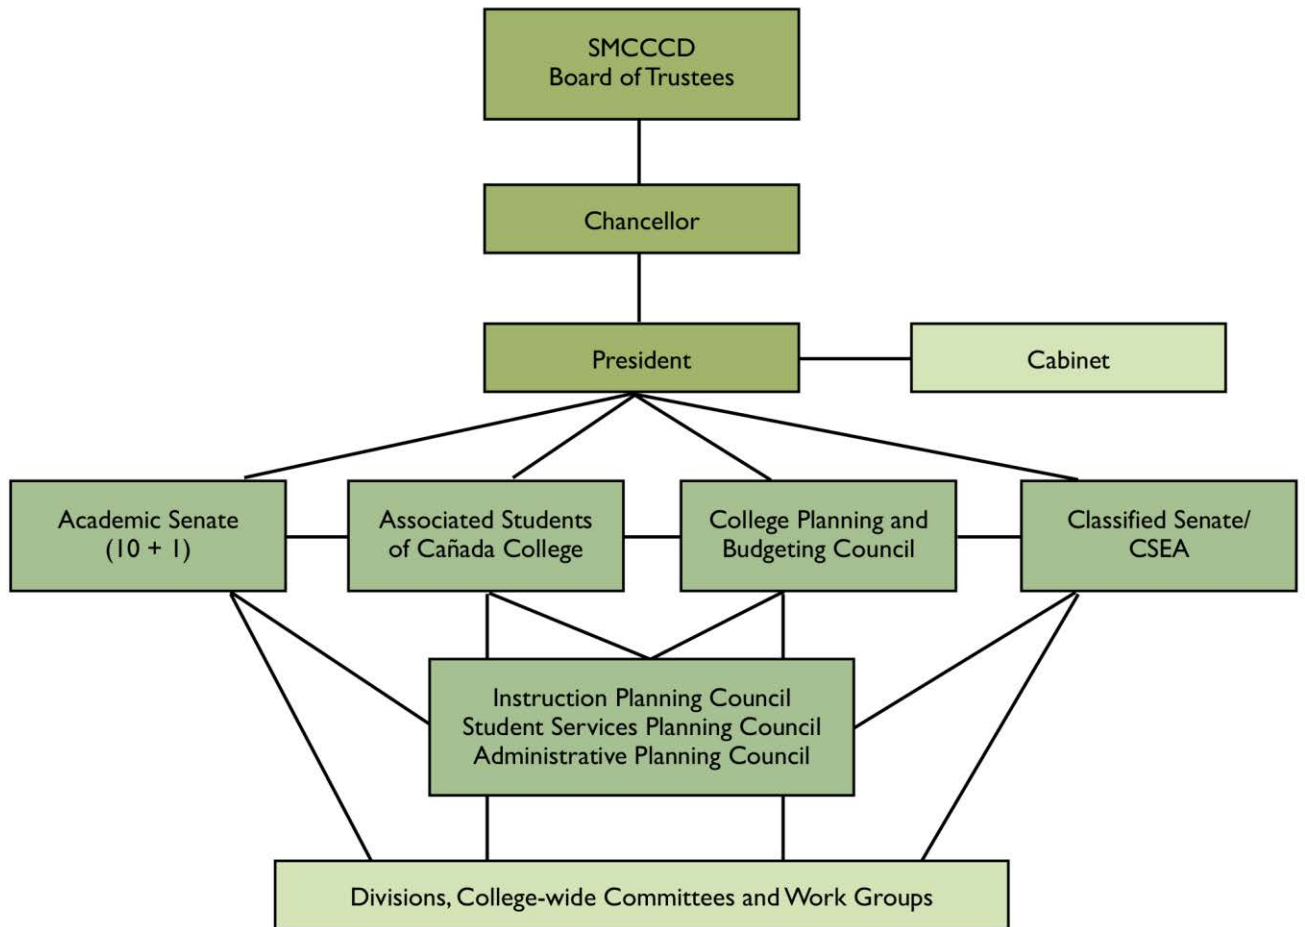 SMCCCD
Board of Trustees
Chancellor
President
Cabinet
Academic Senate
(10 + 1)
Associated Students
of Cañada College
College Planning and
Budgeting Council
Classified Senate/
CSEA
Instruction Planning Council
Student Services Planning Council
Administrative Planning Council
Divisions, College-wide Committees and Work Groups